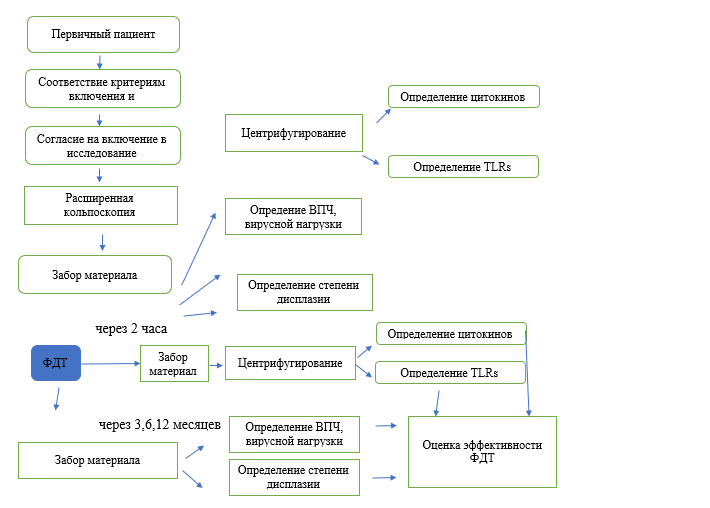 Первичный пациент
Соответствие критериям
включения и
Согласие на включение в
исследование
Расширенная
кольпоскопия
Забор материала
Центрифугирование
Определение цитокинов
Определение TLRs
Опредение ВПЧ,
вирусной нагрузки
Определение степени
дисплазии
через 2 часа
ФДТ
Забор
материал
Центрифугирование
Определение цитокинов
Определение TLRs
через 3,6,12 месяцев
Забор материала
Определение ВПЧ,
вирусной нагрузки
Определение степени
дисплазии
Оценка эффективности
ФДТ